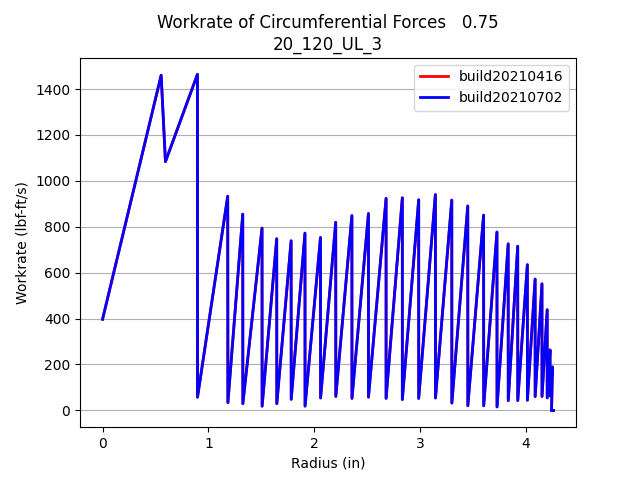 Workrate of Circumferential Forces 0.75
20_120_UL_3
build20210416
build20210702
Workrate (lbf-ft/s)
1400
1200
1000
800
600
400
200
0
0 1 2 3 4
Radius (in)